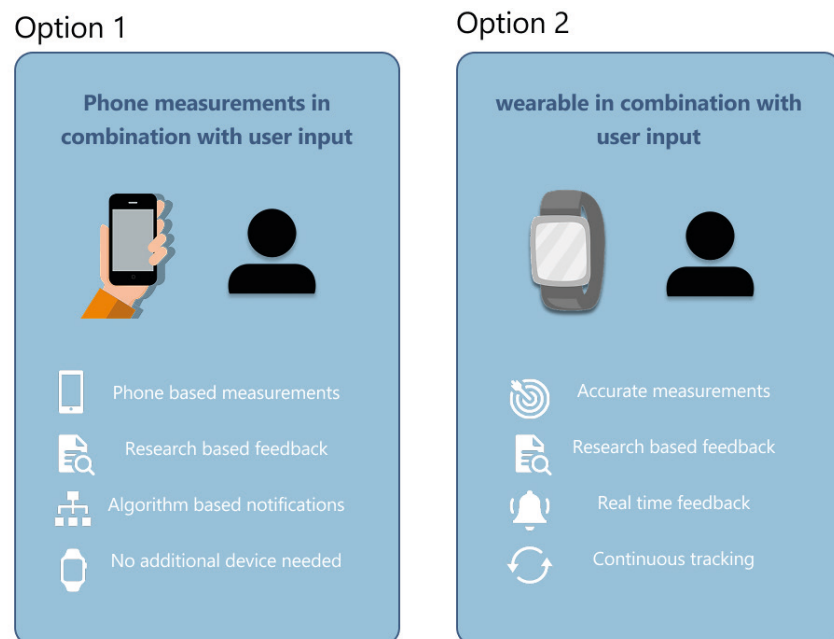 Option 1
Phone measurements in
combination with user input
Phone based measurements
Research based feedback
Algorithm based notifications
No additional device needed
Option 2
wearable in combination with
user input
Accurate measurements
Research based feedback
Real time feedback
Continuous tracking